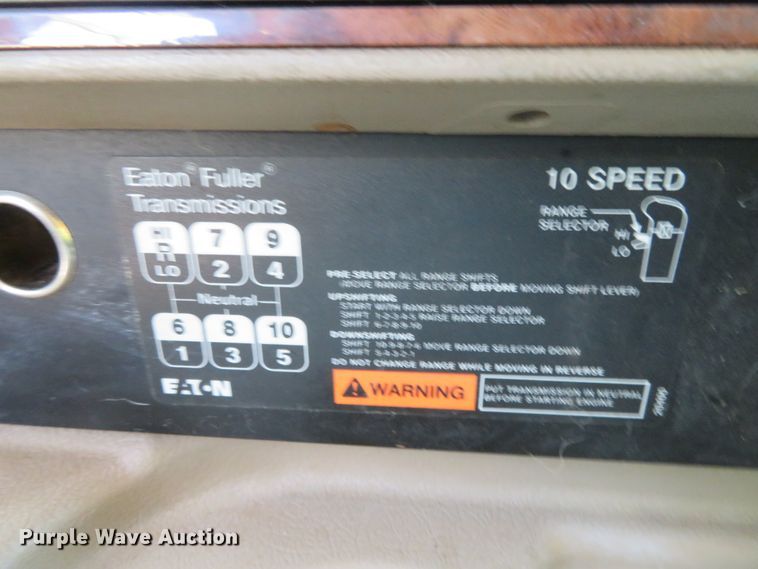 Eaton® Fuller®
Transmissions
10 SPEED
RANGE
SELECTOR
HI
LO
HI
R
LO
7
2
9
4
Neutral
6
1
8
3
10
5
EATON
PRE-SELECT ALL RANGE SHIFTS
(MOVE RANGE SELECTOR BEFORE MOVING SHIFT LEVER)
UPSHIFTING
START WITH RANGE SELECTOR DOWN
SHIFT 1-2-3-4-5 RAISE RANGE SELECTOR
SHIFT 6-7-8-9-10
DOWNSHIFTING
SHIFT 10-9-8-7-6 MOVE RANGE SELECTOR DOWN
SHIFT 5-4-3-2-1
DO NOT CHANGE RANGE WHILE MOVING IN REVERSE
WARNING
PUT TRANSMISSION IN NEUTRAL
BEFORE STARTING ENGINE
Purple Wave Auction